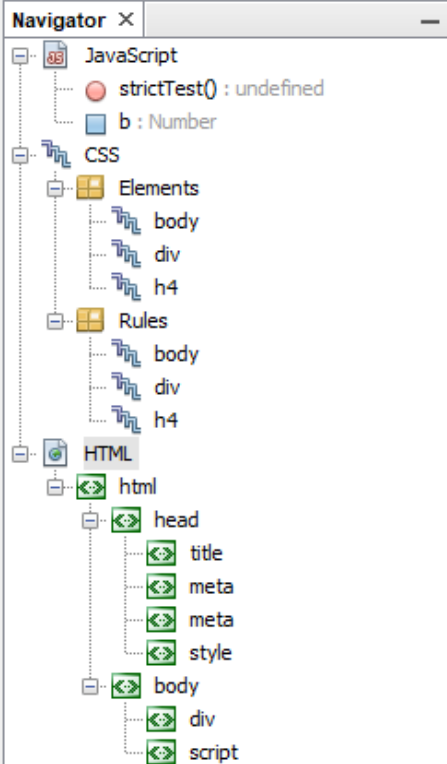 Navigator
JavaScript
strictTest() : undefined
b : Number
CSS
Elements
body
div
h4
Rules
body
div
h4
HTML
html
head
title
meta
meta
style
body
div
script